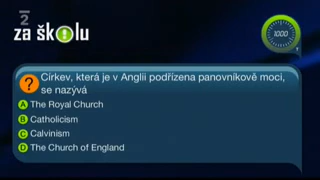 2
za školu
1000
Církev, která je v Anglii podřízena panovníkově moci,
se nazývá
A The Royal Church
B Catholicism
C Calvinism
D The Church of England